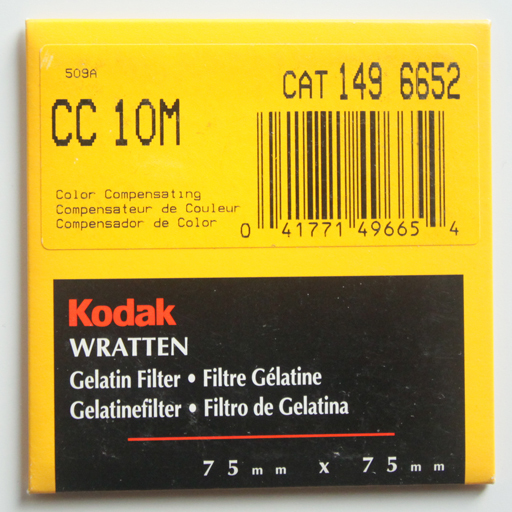 509A
CAT 149 6652
CC 10M
Color Compensating
Compensateur de Couleur
Compensador de Color
0 41771 49665 4
Kodak
WRATTEN
Gelatin Filter • Filtre Gélatine
Gelatinefilter • Filtro de Gelatina
75mm x 75mm